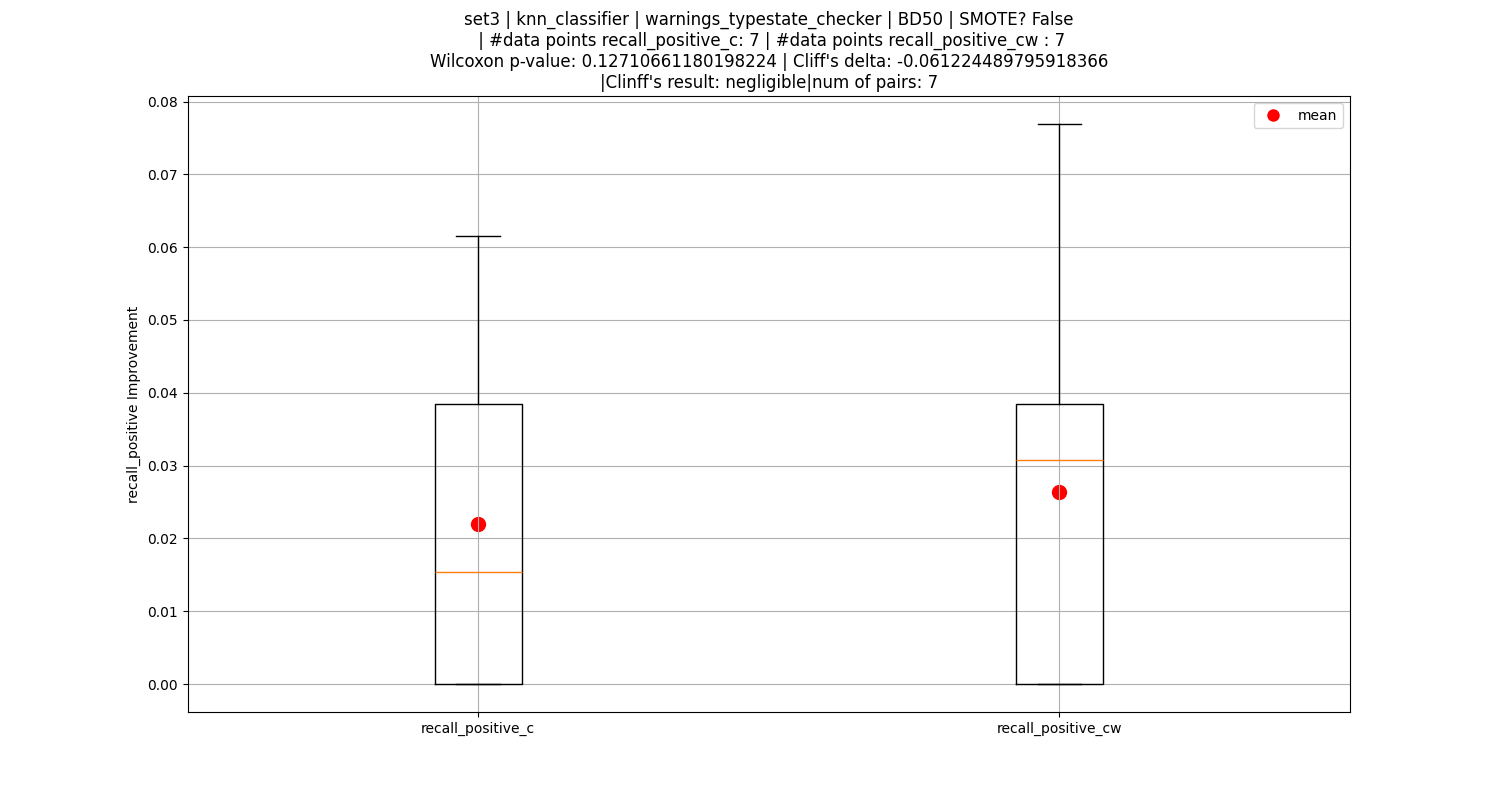 set3 | knn_classifier | warnings_typestate_checker | BD50 | SMOTE? False
| #data points recall_positive_c: 7 | #data points recall_positive_cw : 7
Wilcoxon p-value: 0.12710661180198224 | Cliff's delta: -0.061224489795918366
|Clinff's result: negligible|num of pairs: 7
mean
recall_positive Improvement
0.08
0.07
0.06
0.05
0.04
0.03
0.02
0.01
0.00
recall_positive_c
recall_positive_cw